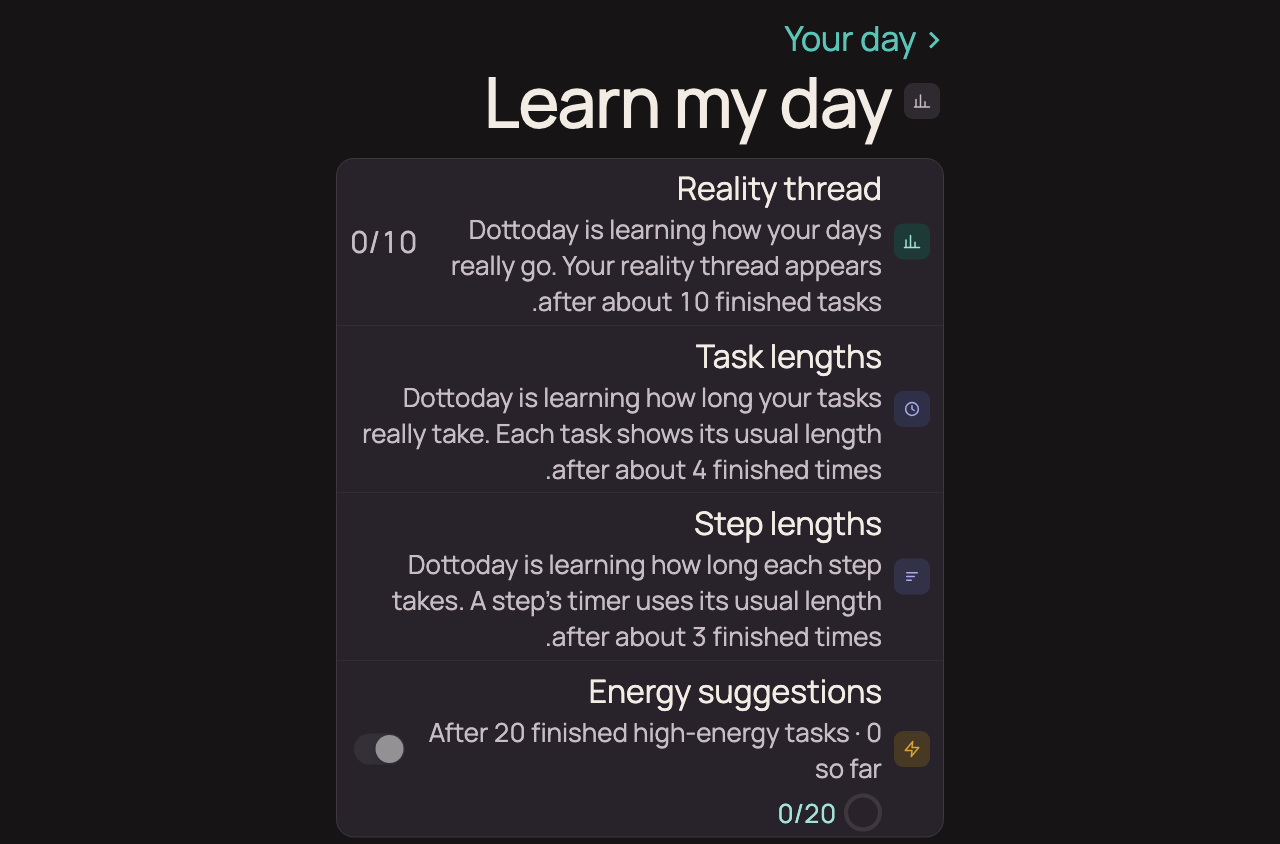 Your day ›
Learn my day
Reality thread
Dottoday is learning how your days
really go. Your reality thread appears
.after about 10 finished tasks
0/10
Task lengths
Dottoday is learning how long your tasks
really take. Each task shows its usual length
.after about 4 finished times
Step lengths
Dottoday is learning how long each step
takes. A step’s timer uses its usual length
.after about 3 finished times
Energy suggestions
After 20 finished high-energy tasks · 0
so far
0/20